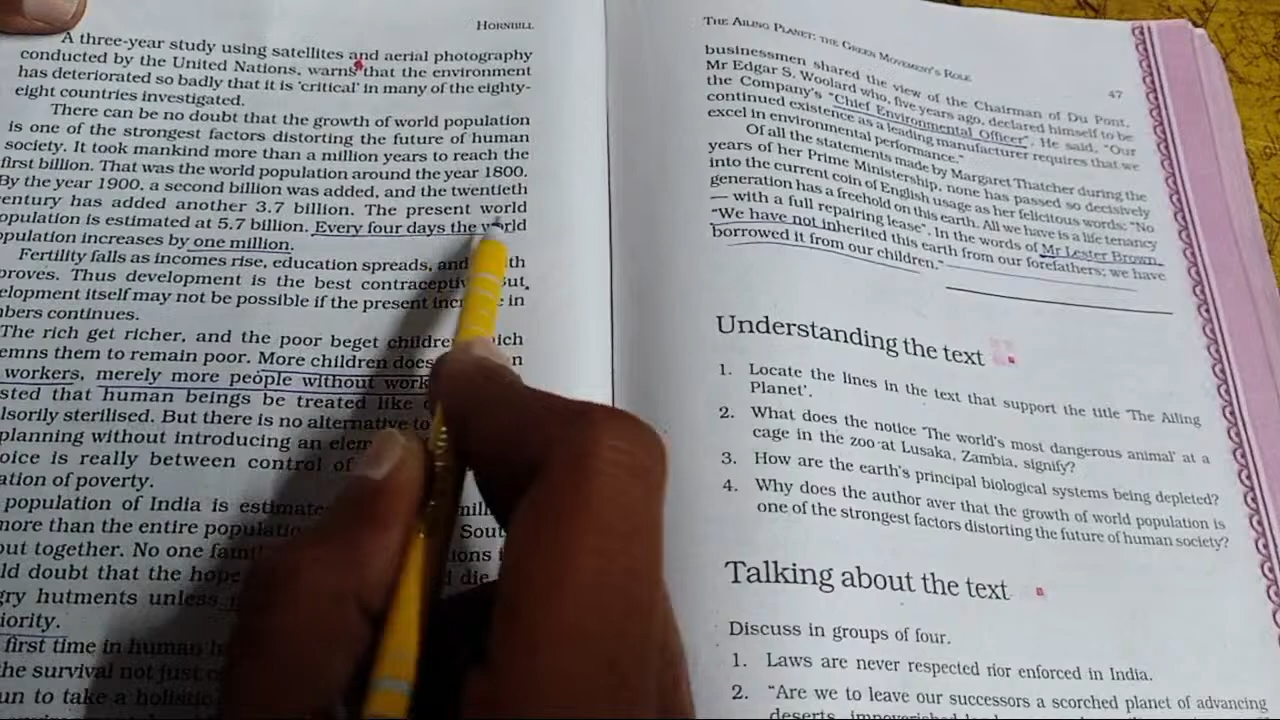 HORNBILL
A three-year study using satellites and aerial photography
conducted by the United Nations, warns that the environment
has deteriorated so badly that it is 'critical' in many of the eighty-
eight countries investigated.
There can be no doubt that the growth of world population
is one of the strongest factors distorting the future of human
society. It took mankind more than a million years to reach the
first billion. That was the world population around the year 1800.
By the year 1900, a second billion was added, and the twentieth
entury has added another 3.7 billion. The present world
opulation is estimated at 5.7 billion. Every four days the world
opulation increases by one million.
Fertility falls as incomes rise, education spreads, and th
proves. Thus development is the best contracepti But,
elopment itself may not be possible if the present inc in
nbers continues.
The rich get richer, and the poor beget childre ich
emns them to remain poor. More children does n
workers, merely more people without work
sted that human beings be treated like
lsorily sterilised. But there is no alternative to
planning without introducing an elem
oice is really between control of
ation of poverty.
population of India is estimate mill
more than the entire populatio Sout
out together. No one faint ions i
ld doubt that the hope d die
gry hutments unless
iority.
first time in human h
the survival not just o
un to take a holistic
THE AILING PLANET: THE GREEN MOVEMENT'S ROLE
47
businessmen shared the view of the Chairman of Du Pont,
Mr Edgar S. Woolard who, five years ago, declared himself to be
the Company's "Chief Environmental Officer". He said, "Our
continued existence as a leading manufacturer requires that we
excel in environmental performance."
Of all the statements made by Margaret Thatcher during the
years of her Prime Ministership, none has passed so decisively
into the current coin of English usage as her felicitous words: "No
generation has a freehold on this earth. All we have is a life tenancy
— with a full repairing lease". In the words of Mr Lester Brown,
"We have not inherited this earth from our forefathers; we have
borrowed it from our children."
Understanding the text
1. Locate the lines in the text that support the title 'The Ailing
Planet'.
2. What does the notice 'The world's most dangerous animal' at a
cage in the zoo at Lusaka, Zambia, signify?
3. How are the earth's principal biological systems being depleted?
4. Why does the author aver that the growth of world population is
one of the strongest factors distorting the future of human society?
Talking about the text
Discuss in groups of four.
1. Laws are never respected nor enforced in India.
2. "Are we to leave our successors a scorched planet of advancing
deserts, impoverished